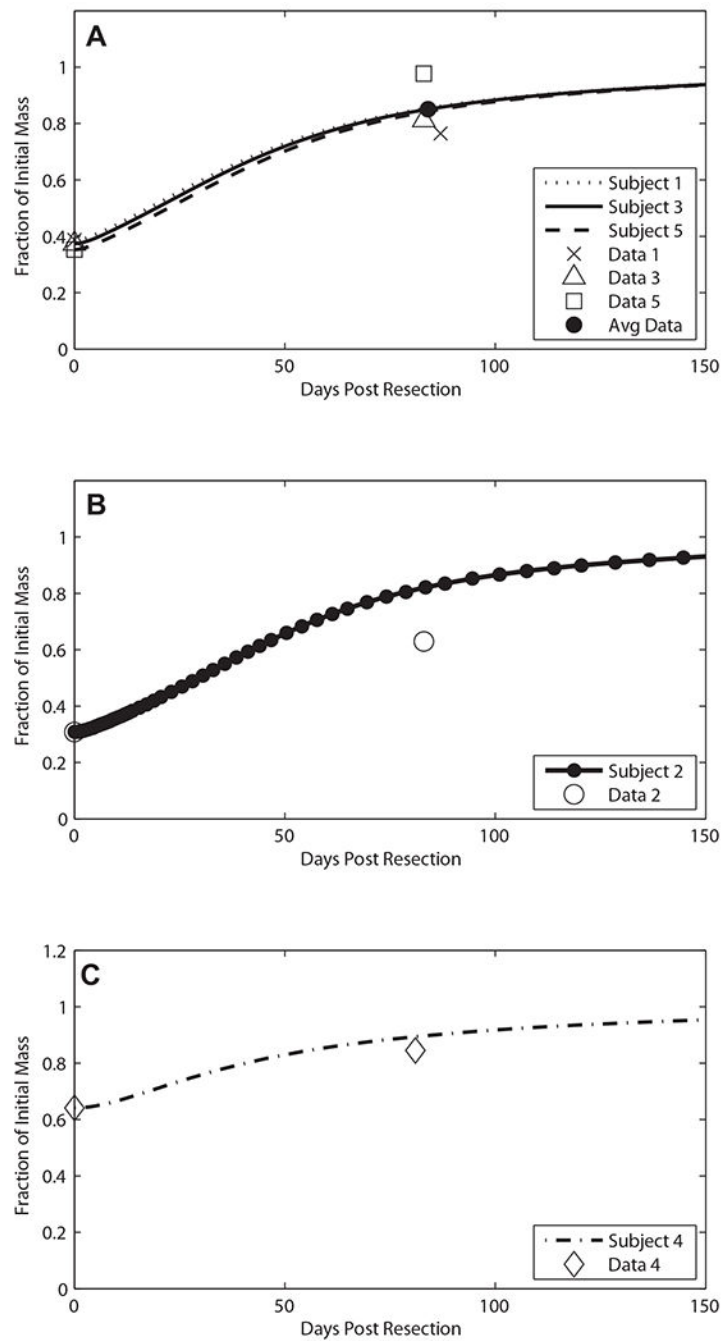 A
1
0.8
0.6
0.4
0.2
0
Fraction of Initial Mass
Subject 1
Subject 3
Subject 5
Data 1
Data 3
Data 5
Avg Data
0 50 100 150
Days Post Resection
B
1
0.8
0.6
0.4
0.2
0
Fraction of Initial Mass
Subject 2
Data 2
0 50 100 150
Days Post Resection
C
1.2
1
0.8
0.6
0.4
0.2
0
Fraction of Initial Mass
Subject 4
Data 4
0 50 100 150
Days Post Resection